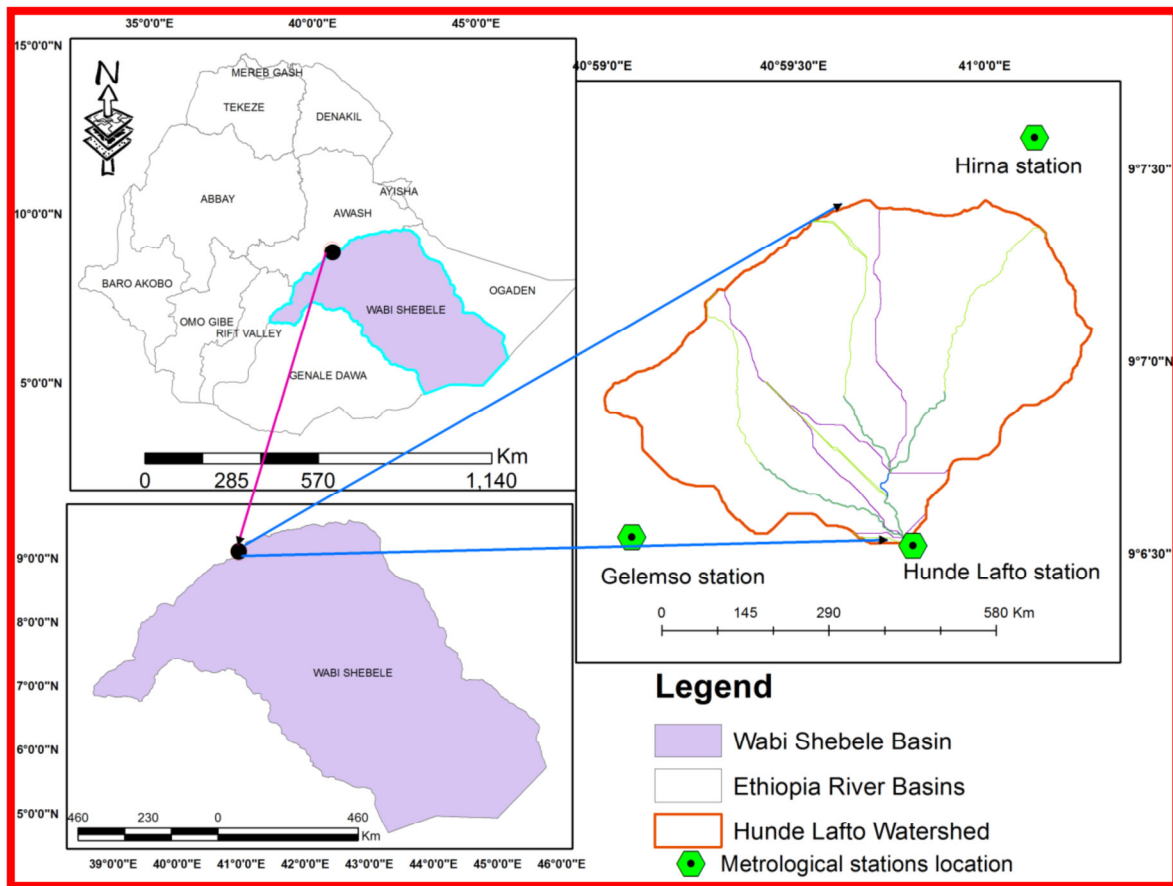 35°0'0"E 40°0'0"E 45°0'0"E
15°0'0"N
10°0'0"N
5°0'0"N
N
MEREB GASH
TEKEZE
DENAKIL
AYISHA
ABBAY
AWASH
BARO AKOBO
OGADEN
WABI SHEBELE
OMO GIBE
RIFT VALLEY
GENALE DAWA
Km
0 285 570 1,140
9°0'0"N
8°0'0"N
7°0'0"N
6°0'0"N
5°0'0"N
WABI SHEBELE
460 230 0 460
Km
39°0'0"E 40°0'0"E 41°0'0"E 42°0'0"E 43°0'0"E 44°0'0"E 45°0'0"E 46°0'0"E
40°59'0"E 40°59'30"E 41°0'0"E
Hirna station
9°7'30"N
9°7'0"N
9°6'30"N
Gelemso station
Hunde Lafto station
0 145 290 580 Km
Legend
Wabi Shebele Basin
Ethiopia River Basins
Hunde Lafto Watershed
Metrological stations location